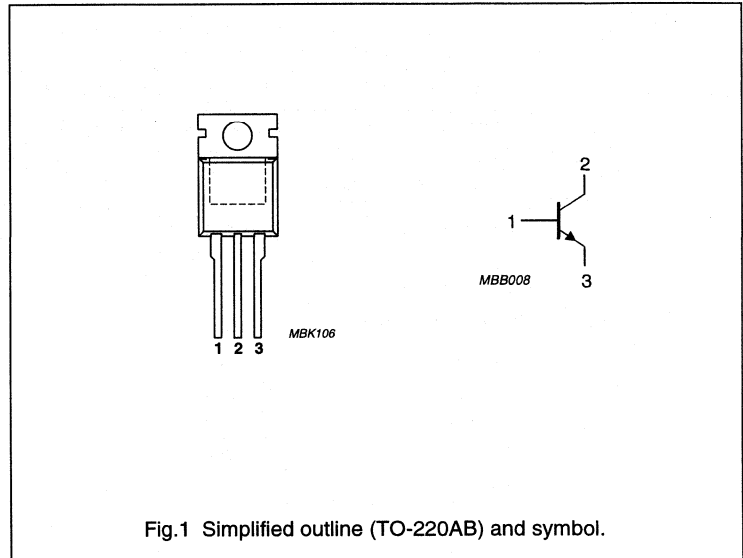 2
1
MBB008
3
MBK106
1 2 3
Fig.1 Simplified outline (TO-220AB) and symbol.